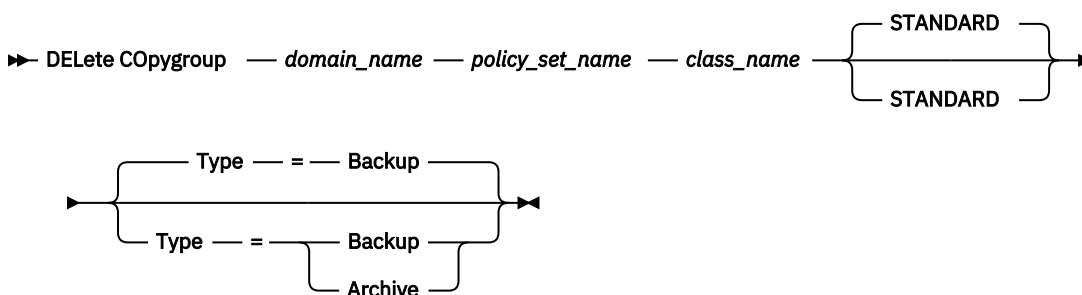 STANDARD
DELete COpygroup domain_name policy_set_name class_name
STANDARD
Type = Backup
Type = Backup
Archive